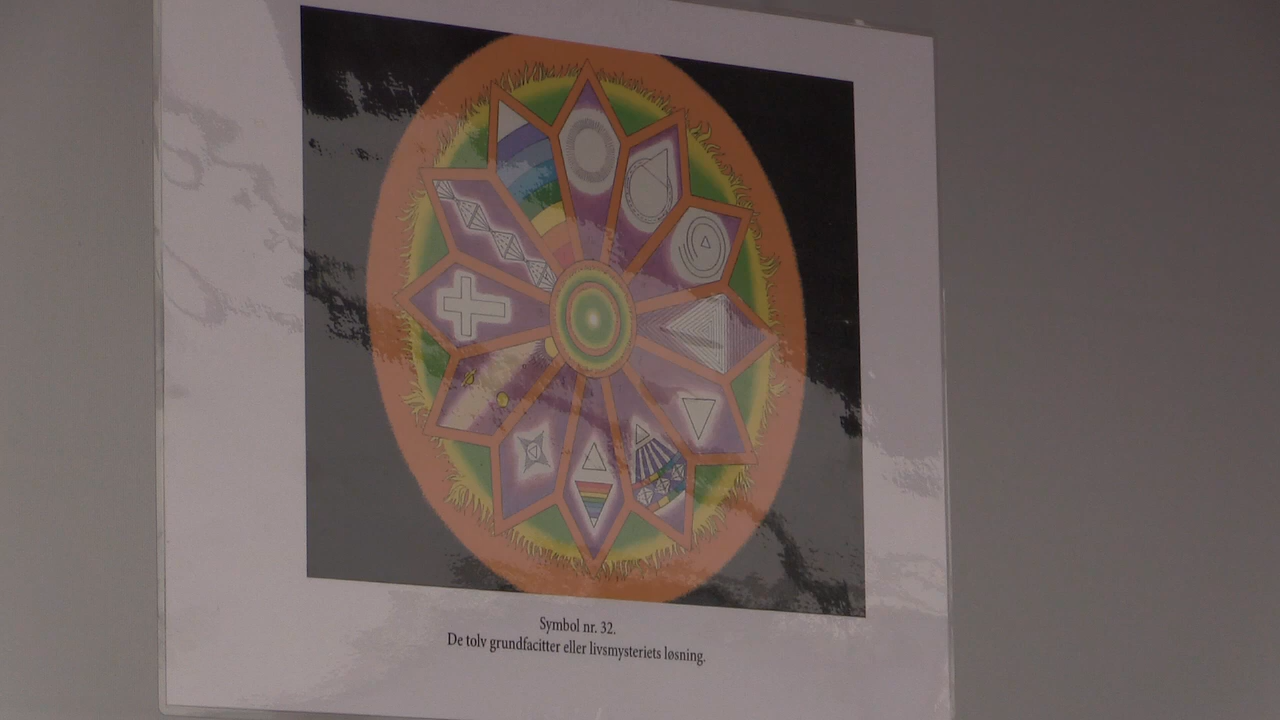 Symbol nr. 32.
De tolv grundfacitter eller livsmysteriets løsning.